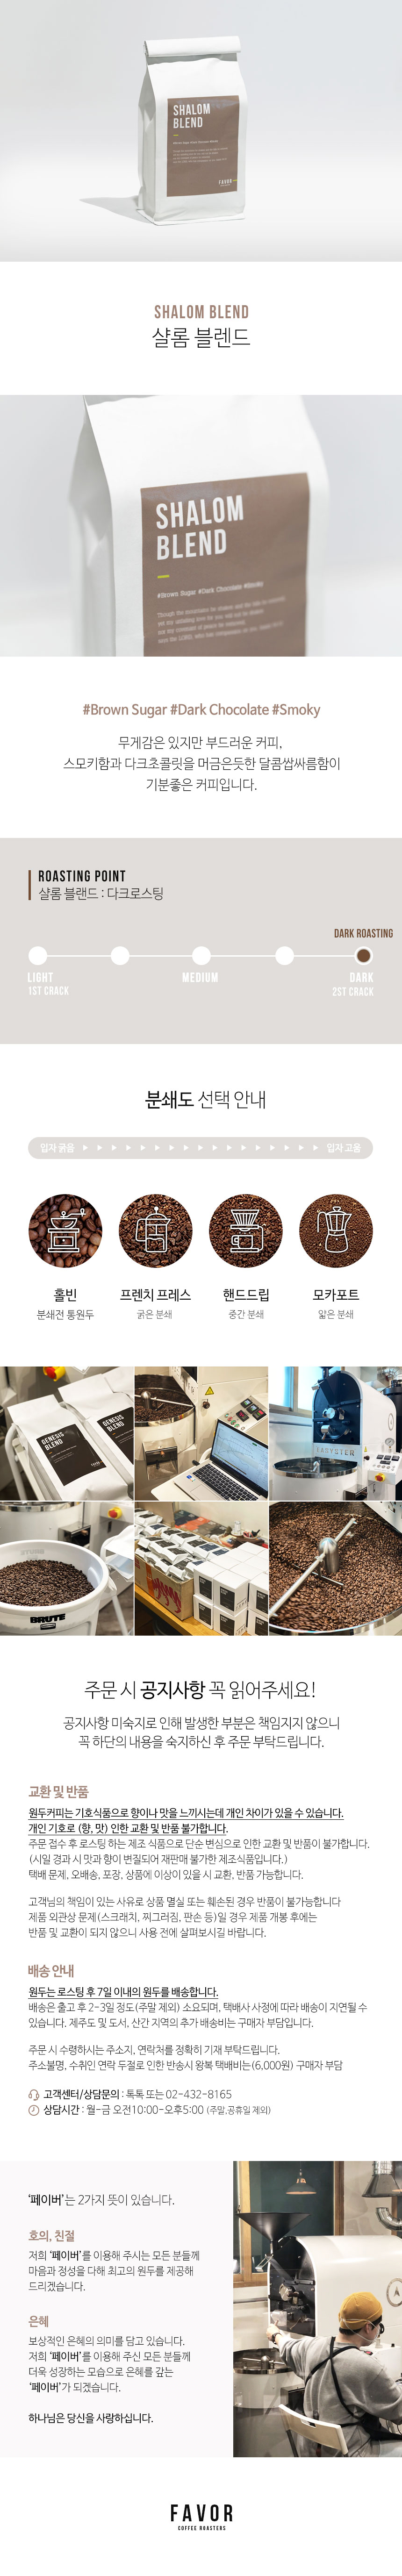 SHALOM
BLEND
FAVOR
SHALOM BLEND
샬롬 블렌드
SHALOM
BLEND
#Brown Sugar #Dark Chocolate #Smoky
#Brown Sugar #Dark Chocolate #Smoky
무게감은 있지만 부드러운 커피,
스모키함과 다크초콜릿을 머금은듯한 달콤쌉싸름함이
기분좋은 커피입니다.
ROASTING POINT
샬롬 블랜드 : 다크로스팅
DARK ROASTING
LIGHT
1ST CRACK
MEDIUM
DARK
2ST CRACK
분쇄도 선택 안내
입자 굵음
입자 고움
홀빈
분쇄전 통원두
프렌치 프레스
굵은 분쇄
핸드드립
중간 분쇄
모카포트
얇은 분쇄
GENESIS
BLEND
GENESIS
BLEND
EASYSTER
BRUTE
주문 시 공지사항 꼭 읽어주세요!
공지사항 미숙지로 인해 발생한 부분은 책임지지 않으니
꼭 하단의 내용을 숙지하신 후 주문 부탁드립니다.
교환 및 반품
원두커피는 기호식품으로 향이나 맛을 느끼시는데 개인 차이가 있을 수 있습니다.
개인 기호로 (향, 맛) 인한 교환 및 반품 불가합니다.
주문 접수 후 로스팅 하는 제조 식품으로 단순 변심으로 인한 교환 및 반품이 불가합니다.
(시일 경과 시 맛과 향이 변질되어 재판매 불가한 제조식품입니다.)
택배 문제, 오배송, 포장, 상품에 이상이 있을 시 교환, 반품 가능합니다.
고객님의 책임이 있는 사유로 상품 멸실 또는 훼손된 경우 반품이 불가능합니다
제품 외관상 문제(스크래치, 찌그러짐, 판손 등)일 경우 제품 개봉 후에는
반품 및 교환이 되지 않으니 사용 전에 살펴보시길 바랍니다.
배송 안내
원두는 로스팅 후 7일 이내의 원두를 배송합니다.
배송은 출고 후 2-3일 정도(주말 제외) 소요되며, 택배사 사정에 따라 배송이 지연될 수
있습니다. 제주도 및 도서, 산간 지역의 추가 배송비는 구매자 부담입니다.
주문 시 수령하시는 주소지, 연락처를 정확히 기재 부탁드립니다.
주소불명, 수취인 연락 두절로 인한 반송시 왕복 택배비는(6,000원) 구매자 부담
고객센터/상담문의 : 톡톡 또는 02-432-8165
상담시간 : 월-금 오전10:00-오후5:00 (주말,공휴일 제외)
‘페이버’는 2가지 뜻이 있습니다.
호의, 친절
저희 ‘페이버’를 이용해 주시는 모든 분들께
마음과 정성을 다해 최고의 원두를 제공해
드리겠습니다.
은혜
보상적인 은혜의 의미를 담고 있습니다.
저희 ‘페이버’를 이용해 주신 모든 분들께
더욱 성장하는 모습으로 은혜를 갚는
‘페이버’가 되겠습니다.
하나님은 당신을 사랑하십니다.
FAVOR
COFFEE ROASTERS